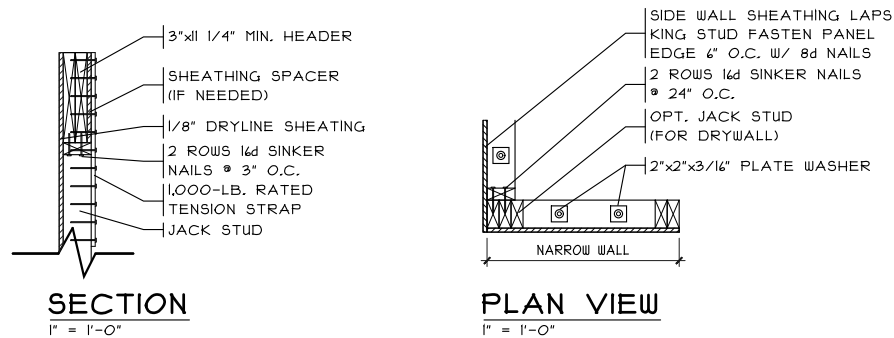 3"x11 1/4" MIN. HEADER
SHEATHING SPACER
(IF NEEDED)
1/8" DRYLINE SHEATING
2 ROWS 16d SINKER
NAILS @ 3" O.C.
1,000-LB. RATED
TENSION STRAP
JACK STUD
SECTION
1" = 1'-0"
SIDE WALL SHEATHING LAPS
KING STUD FASTEN PANEL
EDGE 6" O.C. W/ 8d NAILS
2 ROWS 16d SINKER NAILS
@ 24" O.C.
OPT. JACK STUD
(FOR DRYWALL)
2"x2"x3/16" PLATE WASHER
NARROW WALL
PLAN VIEW
1" = 1'-0"